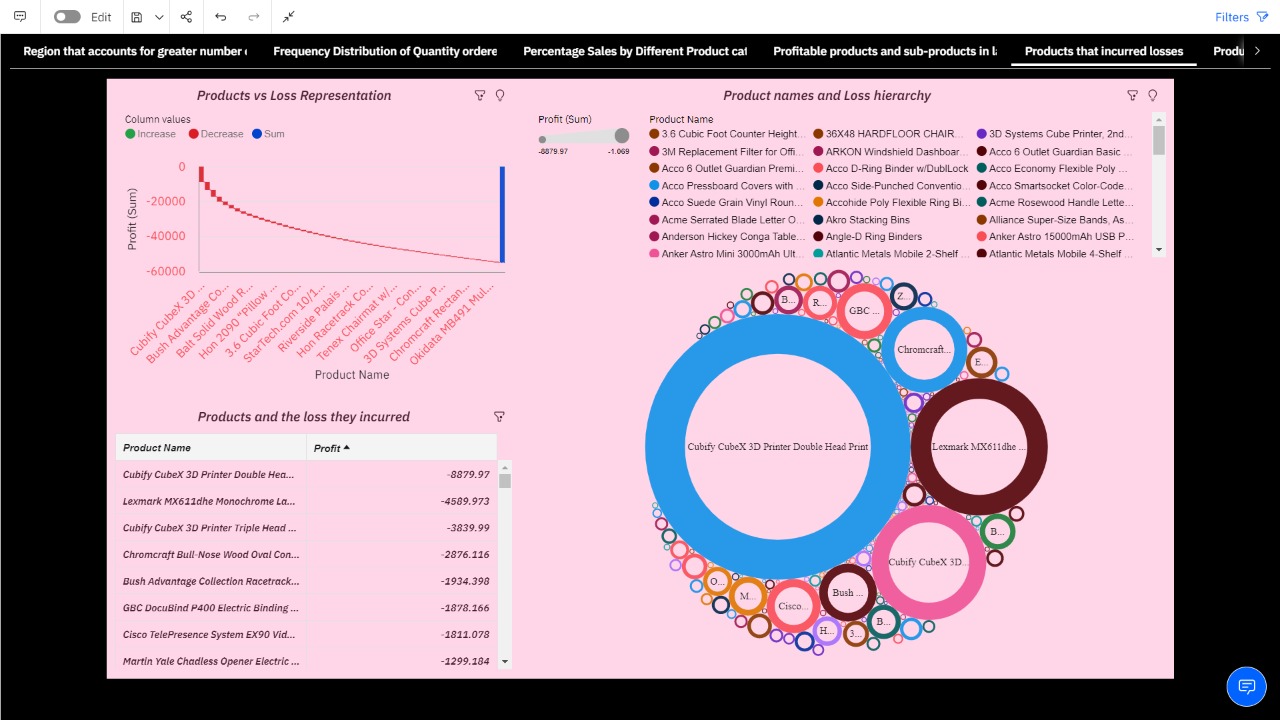 Edit
Filters
Region that accounts for greater number
Frequency Distribution of Quantity ordere
Percentage Sales by Different Product cat
Profitable products and sub-products in l
Products that incurred losses
Produ
Products vs Loss Representation
Column values
Increase
Decrease
Sum
Profit (Sum)
0
-20000
-40000
-60000
Cubify CubeX 3D ...
Bush Advantage Co...
Balt Solid Wood R...
Hon 2090 “Pillow ...
3.6 Cubic Foot Co...
StarTech.com 10/1...
Riverside Palais ...
Hon Racetrack Co...
Tenex Chairmat w/...
Office Star - Con...
3D Systems Cube P...
Chromcraft Rectan...
Okidata MB491 Mul...
Product Name
Products and the loss they incurred
Product Name
Profit
Cubify CubeX 3D Printer Double Hea...
-8879.97
Lexmark MX611dhe Monochrome La...
-4589.973
Cubify CubeX 3D Printer Triple Head ...
-3839.99
Chromcraft Bull-Nose Wood Oval Con...
-2876.116
Bush Advantage Collection Racetrack...
-1934.398
GBC DocuBind P400 Electric Binding ...
-1878.166
Cisco TelePresence System EX90 Vid...
-1811.078
Martin Yale Chadless Opener Electric ...
-1299.184
Product names and Loss hierarchy
Profit (Sum)
-8879.97
-1.069
Product Name
3.6 Cubic Foot Counter Height...
36X48 HARDFLOOR CHAIR...
3D Systems Cube Printer, 2nd...
3M Replacement Filter for Offi...
ARKON Windshield Dashboar...
Acco 6 Outlet Guardian Basic ...
Acco 6 Outlet Guardian Premi...
Acco D-Ring Binder w/DublLock
Acco Economy Flexible Poly ...
Acco Pressboard Covers with ...
Acco Side-Punched Conventio...
Acco Smartsocket Color-Code...
Acco Suede Grain Vinyl Roun...
Accohide Poly Flexible Ring Bi...
Acme Rosewood Handle Lette...
Acme Serrated Blade Letter O...
Akro Stacking Bins
Alliance Super-Size Bands, As...
Anderson Hickey Conga Table...
Angle-D Ring Binders
Anker Astro 15000mAh USB P...
Anker Astro Mini 3000mAh Ult...
Atlantic Metals Mobile 2-Shelf ...
Atlantic Metals Mobile 4-Shelf ...
B...
R...
GBC ...
Z...
Chromcraft...
E...
Cubify CubeX 3D Printer Double Head Print
Lexmark MX611dhe ...
B...
Cubify CubeX 3D...
O...
M...
Cisco...
Bush ...
H...
3...
B...